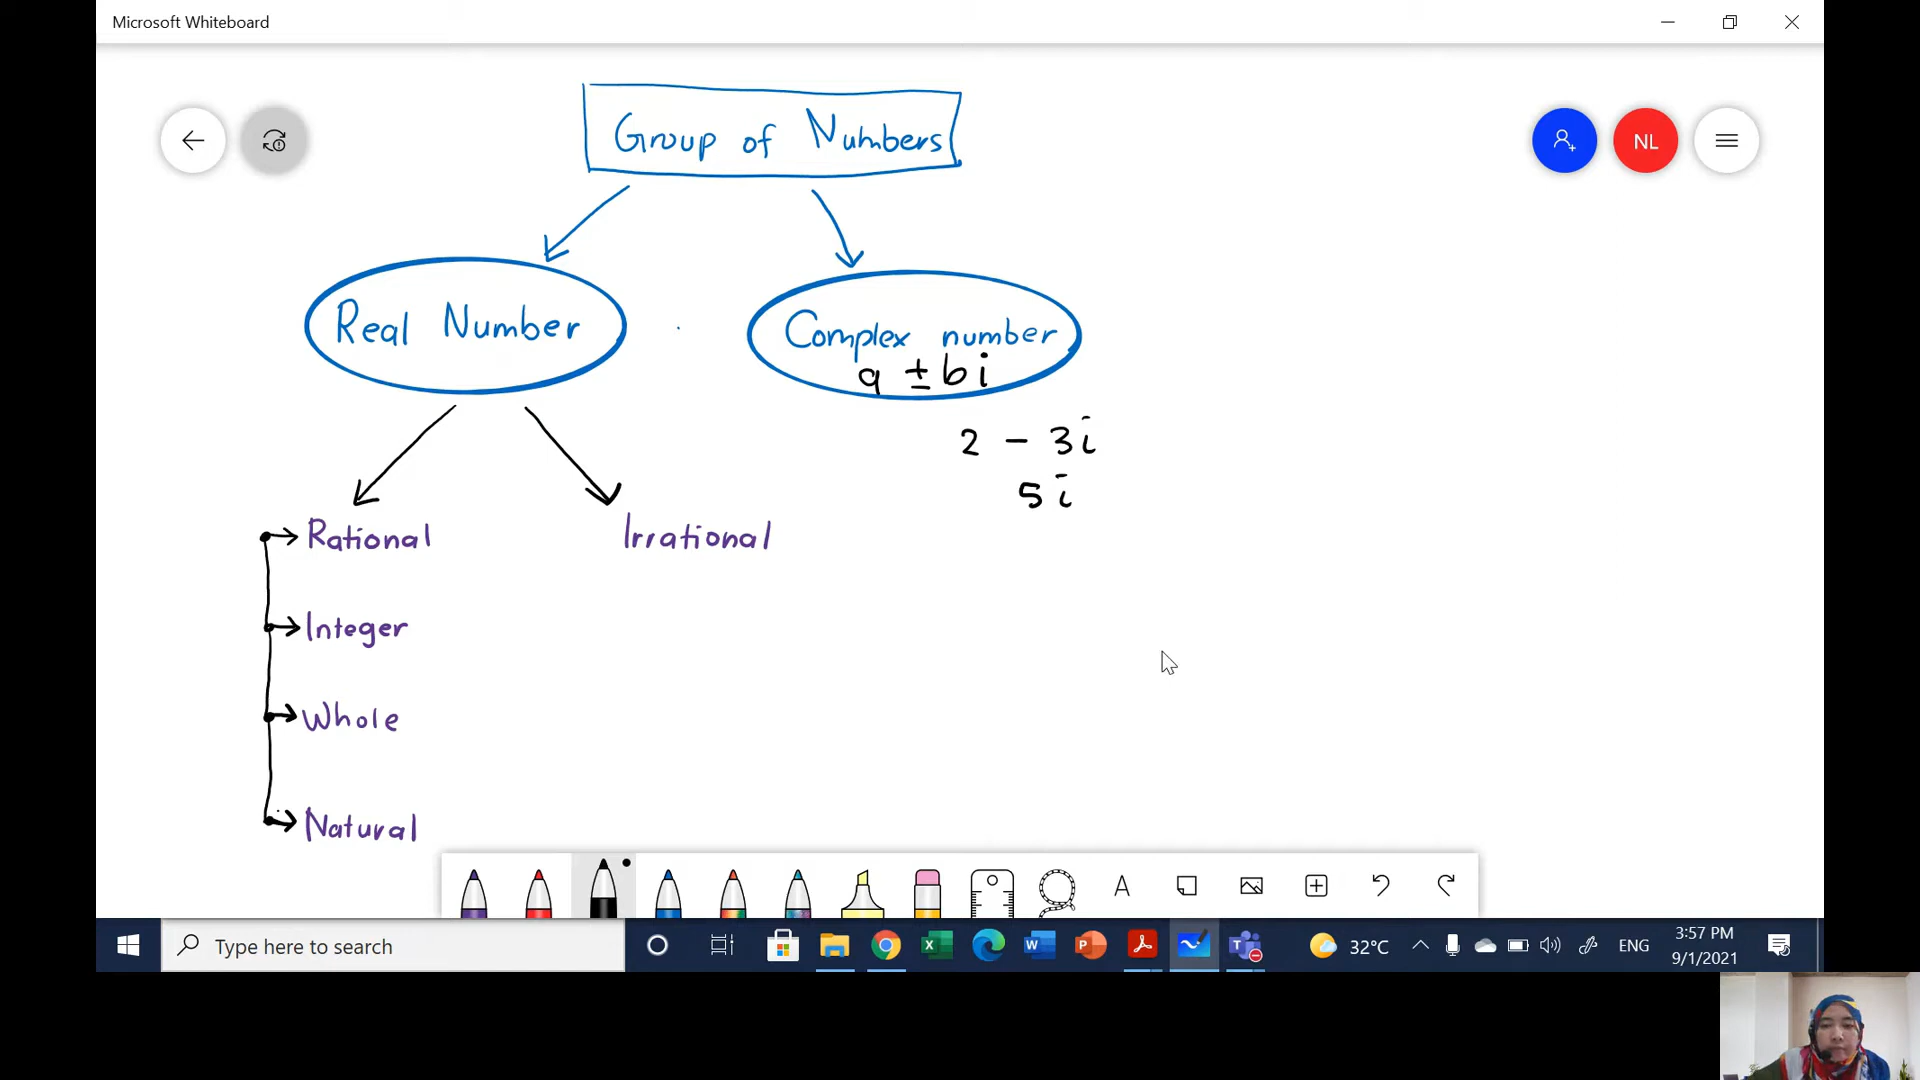 Microsoft Whiteboard
Group of Numbers
NL
Real Number
Complex number
a ± bi
2 - 3i
5i
Rational
Irrational
Integer
Whole
Natural
A
Type here to search
32°C
ENG
3:57 PM
9/1/2021